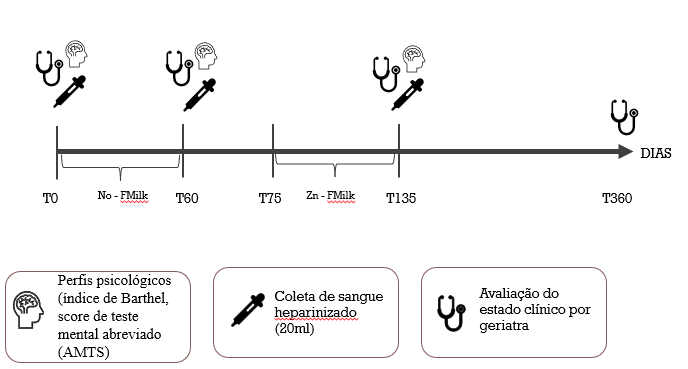 DIAS
T0
No - FMilk
T60
T75
Zn - FMilk
T135
T360
Perfis psicológicos
(índice de Barthel,
score de teste
mental abreviado
(AMTS)
Coleta de sangue
heparinizado
(20ml)
Avaliação do
estado clínico por
geriatra